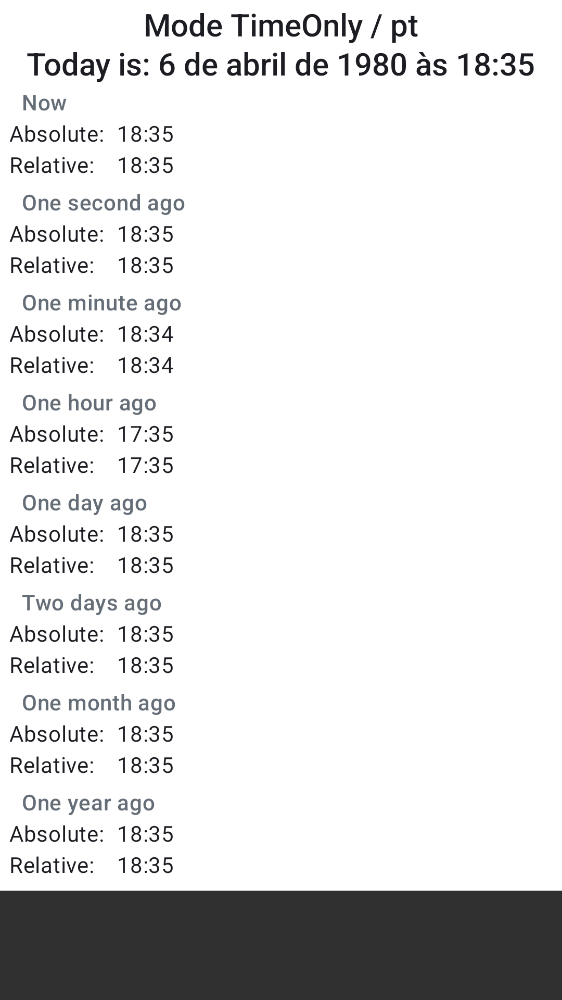 Mode TimeOnly / pt
Today is: 6 de abril de 1980 às 18:35
Now
Absolute: 18:35
Relative: 18:35
One second ago
Absolute: 18:35
Relative: 18:35
One minute ago
Absolute: 18:34
Relative: 18:34
One hour ago
Absolute: 17:35
Relative: 17:35
One day ago
Absolute: 18:35
Relative: 18:35
Two days ago
Absolute: 18:35
Relative: 18:35
One month ago
Absolute: 18:35
Relative: 18:35
One year ago
Absolute: 18:35
Relative: 18:35